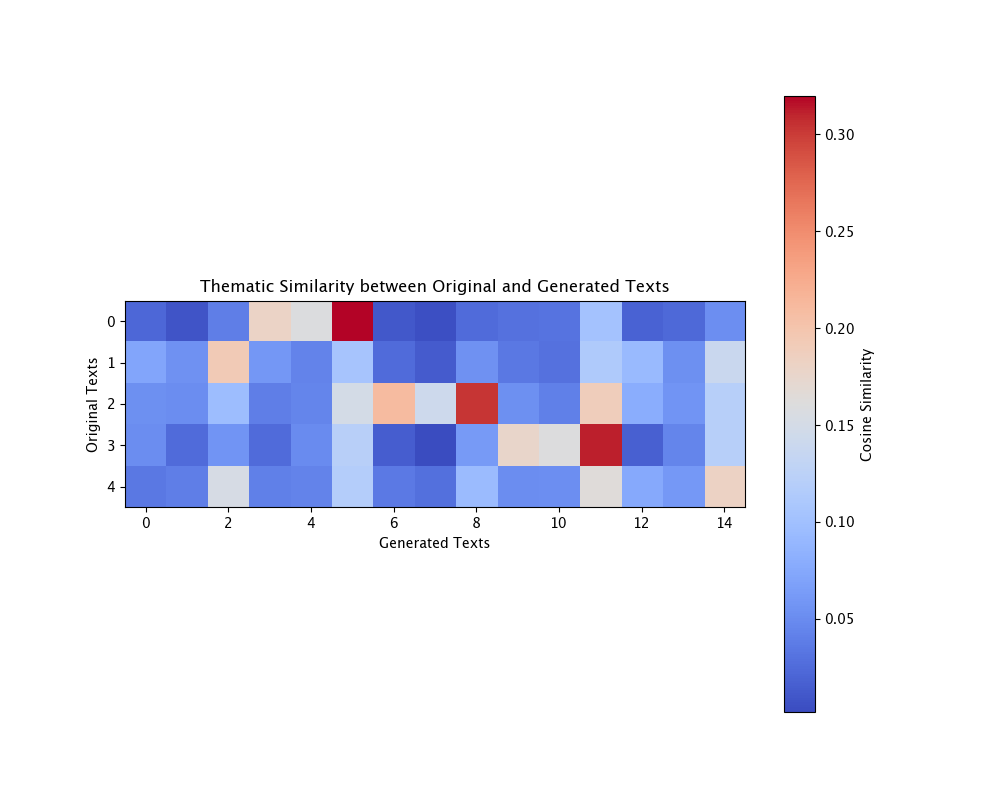 Thematic Similarity between Original and Generated Texts
Original Texts
0
1
2
3
4
0 2 4 6 8 10 12 14
Generated Texts
0.30
0.25
0.20
0.15
0.10
0.05
Cosine Similarity